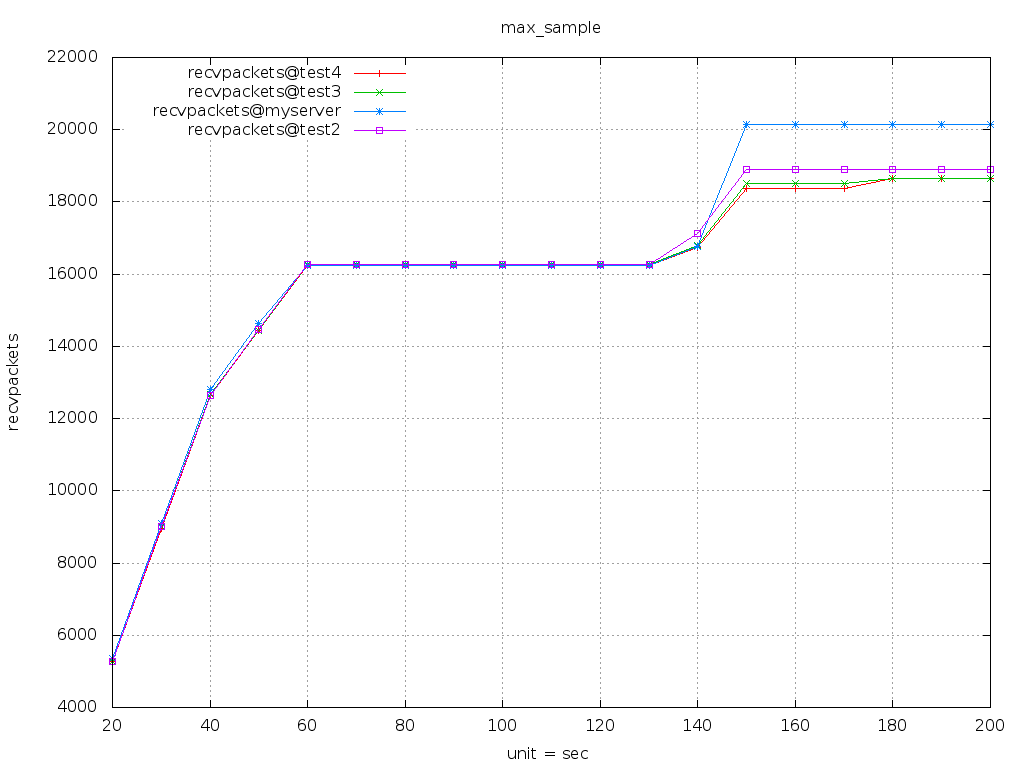 max_sample
22000
20000
18000
16000
14000
12000
10000
8000
6000
4000
recvpackets
recvpackets@test4
recvpackets@test3
recvpackets@myserver
recvpackets@test2
20 40 60 80 100 120 140 160 180 200
unit = sec